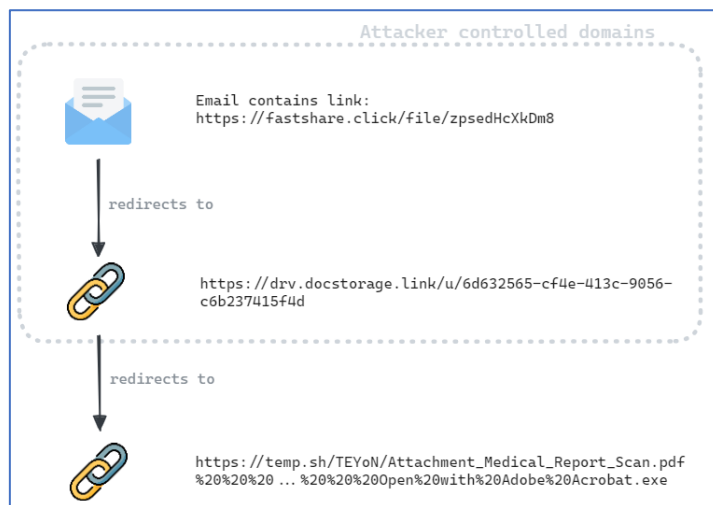 Attacker controlled domains
Email contains link:
https://fastshare.click/file/zpsedHcXkDm8
redirects to
https://drv.docstorage.link/u/6d632565-cf4e-413c-9056-
c6b237415f4d
redirects to
https://temp.sh/TEYoN/Attachment_Medical_Report_Scan.pdf
%20%20%20 ... %20%20%20Open%20with%20Adobe%20Acrobat.exe